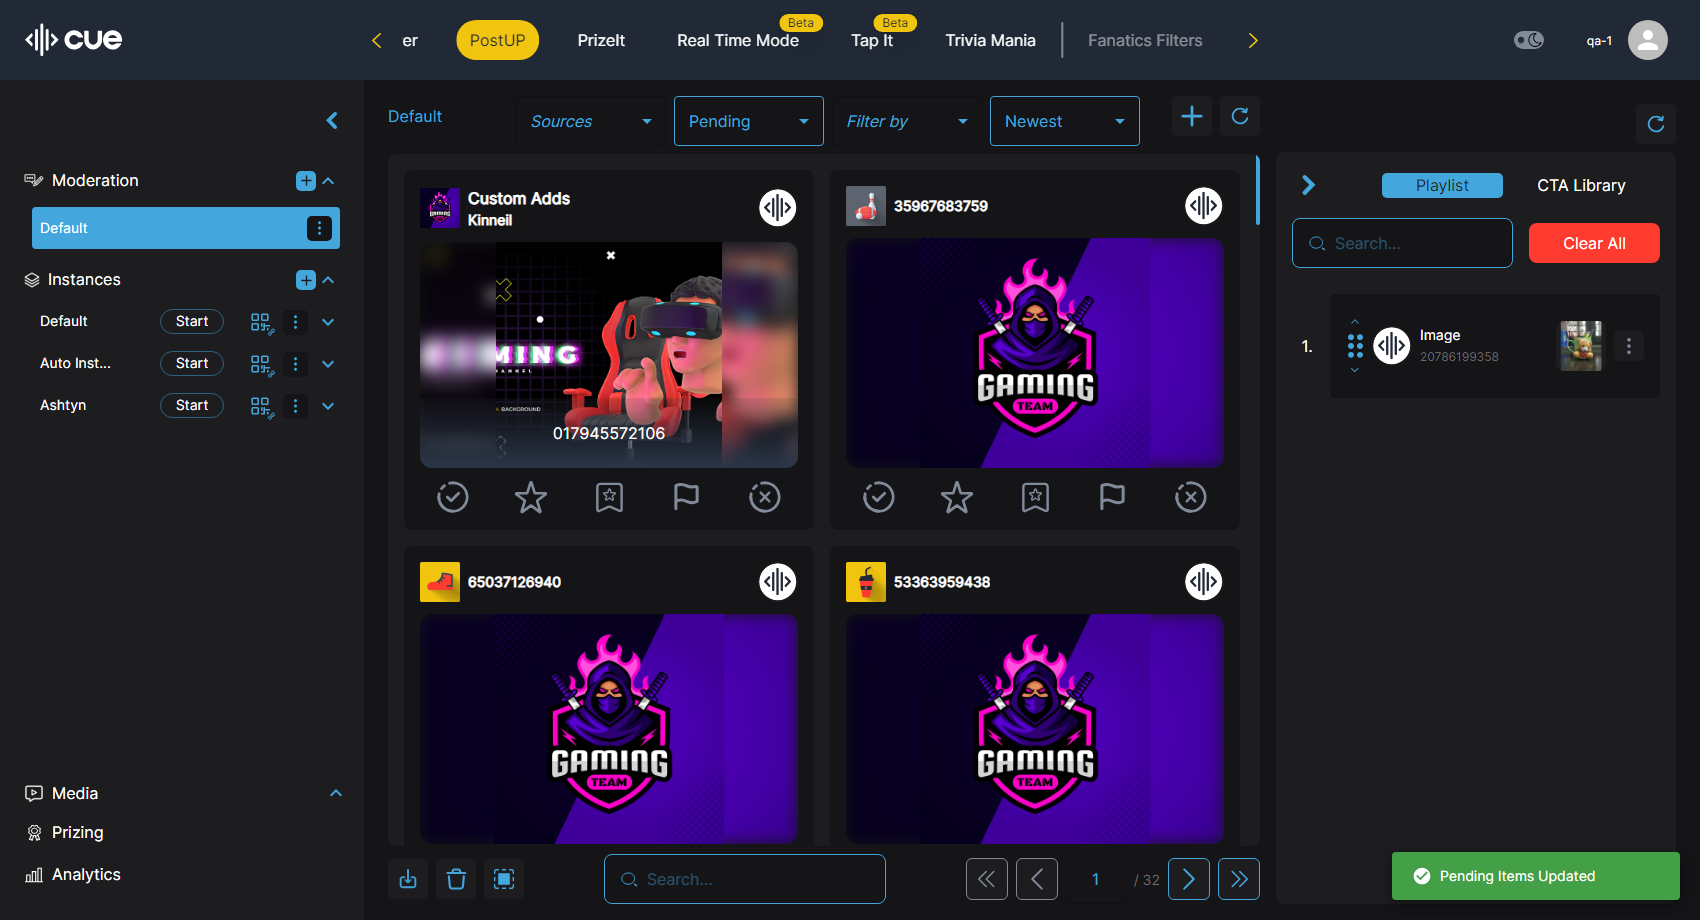 cue
er
PostUP
PrizeIt
Beta
Real Time Mode
Beta
Tap It
Trivia Mania
Fanatics Filters
qa-1
Default
Sources
Pending
Filter by
Newest
Moderation
Default
Instances
Default
Start
Auto Inst...
Start
Ashtyn
Start
Media
Prizing
Analytics
Custom Adds
Kinneil
BACKGROUND
017945572106
35967683759
GAMING
TEAM
65037126940
GAMING
TEAM
53363959438
GAMING
TEAM
Search...
1
/ 32
Playlist
CTA Library
Search...
Clear All
1.
Image
20786199358
Pending Items Updated